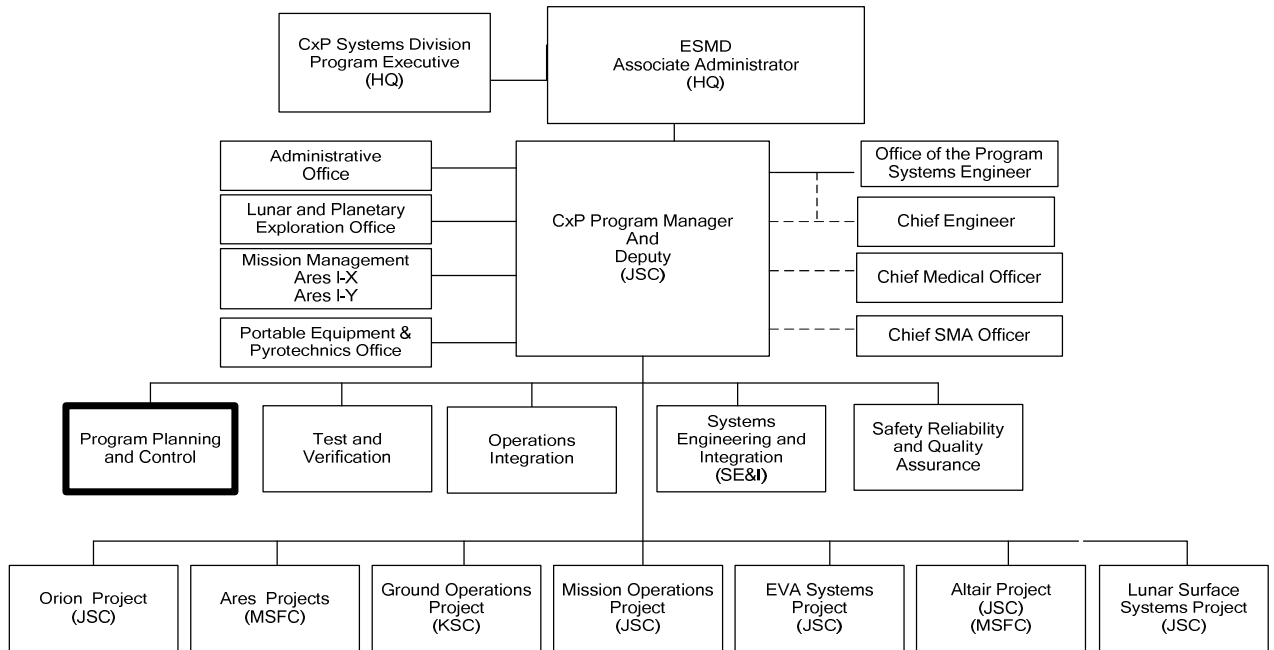 CxP Systems Division
Program Executive
(HQ)
ESMD
Associate Administrator
(HQ)
Administrative
Office
Lunar and Planetary
Exploration Office
Mission Management
Ares I-X
Ares I-Y
Portable Equipment &
Pyrotechnics Office
CxP Program Manager
And
Deputy
(JSC)
Office of the Program
Systems Engineer
Chief Engineer
Chief Medical Officer
Chief SMA Officer
Program Planning
and Control
Test and
Verification
Operations
Integration
Systems
Engineering and
Integration
(SE&I)
Safety Reliability
and Quality
Assurance
Orion Project
(JSC)
Ares Projects
(MSFC)
Ground Operations
Project
(KSC)
Mission Operations
Project
(JSC)
EVA Systems
Project
(JSC)
Altair Project
(JSC)
(MSFC)
Lunar Surface
Systems Project
(JSC)